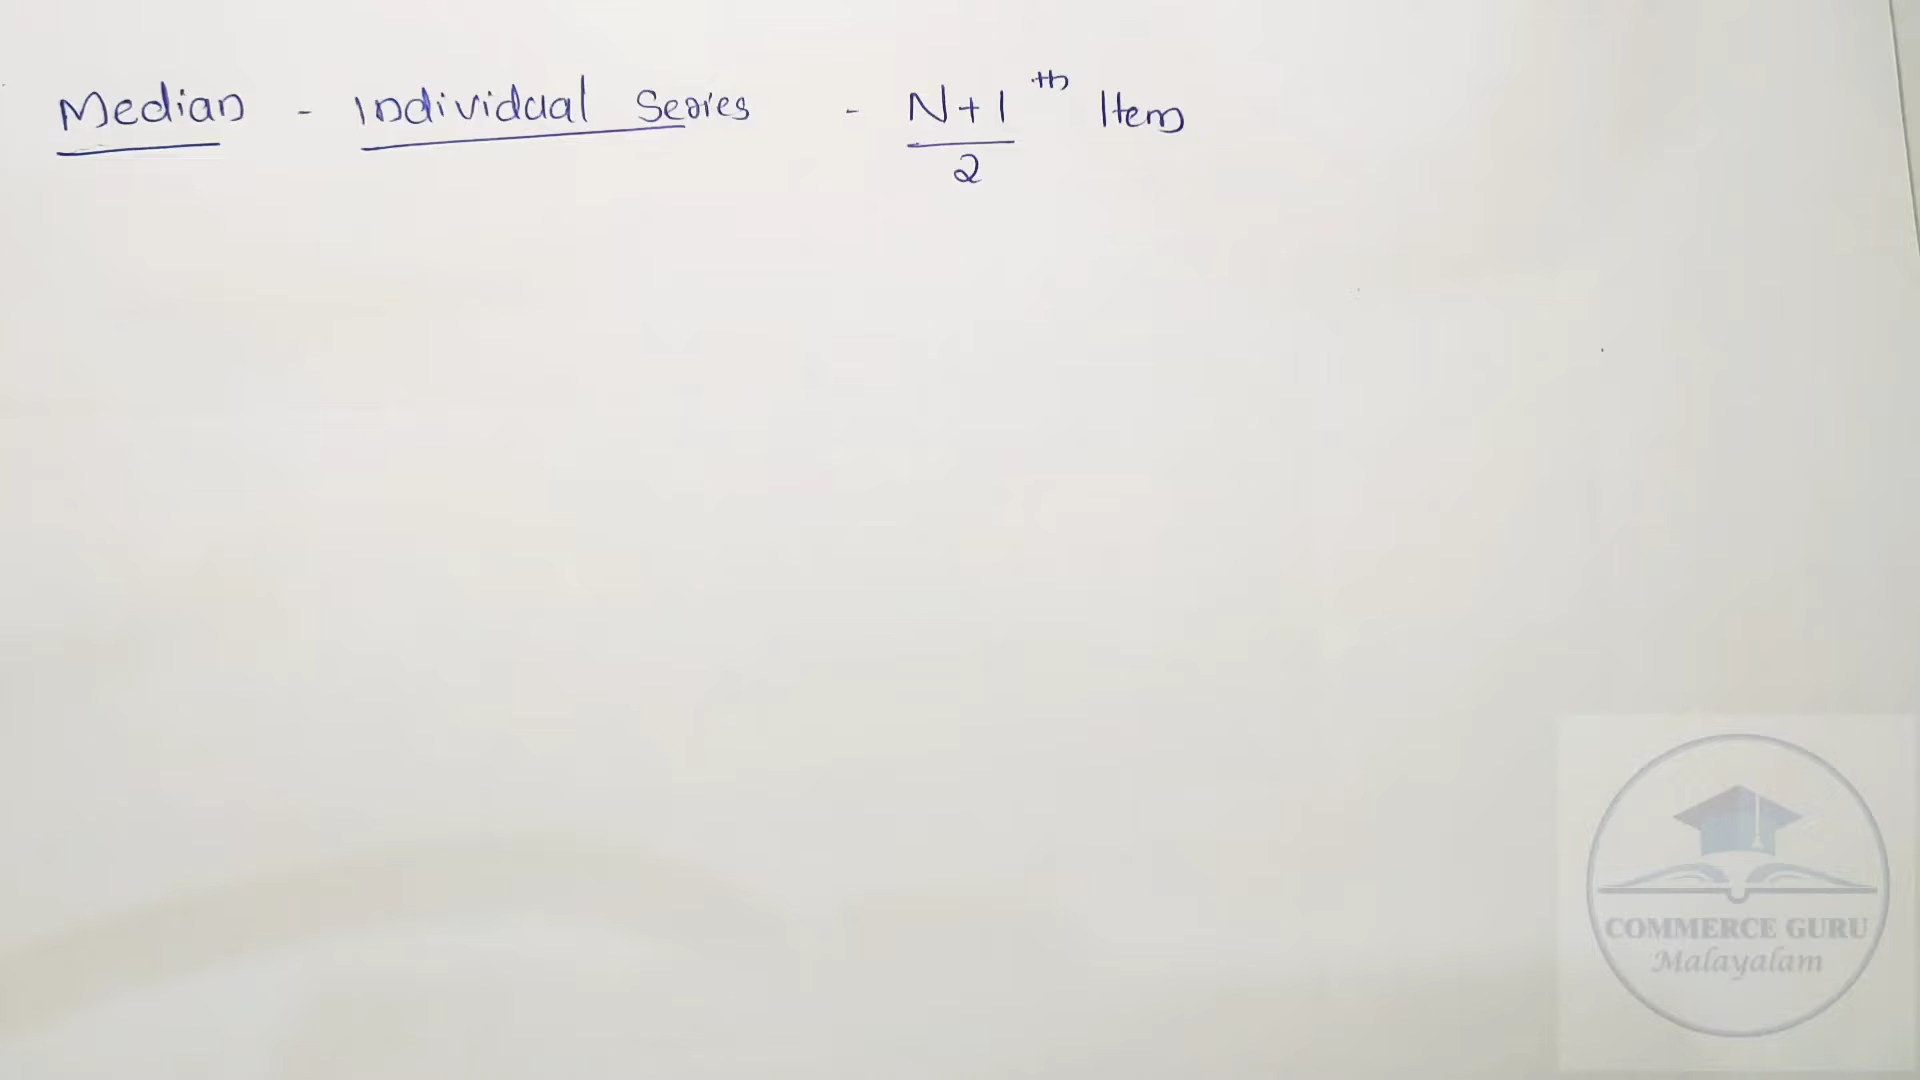 Median - Individual Series - N+1/2 th Item
COMMERCE GURU
Malayalam